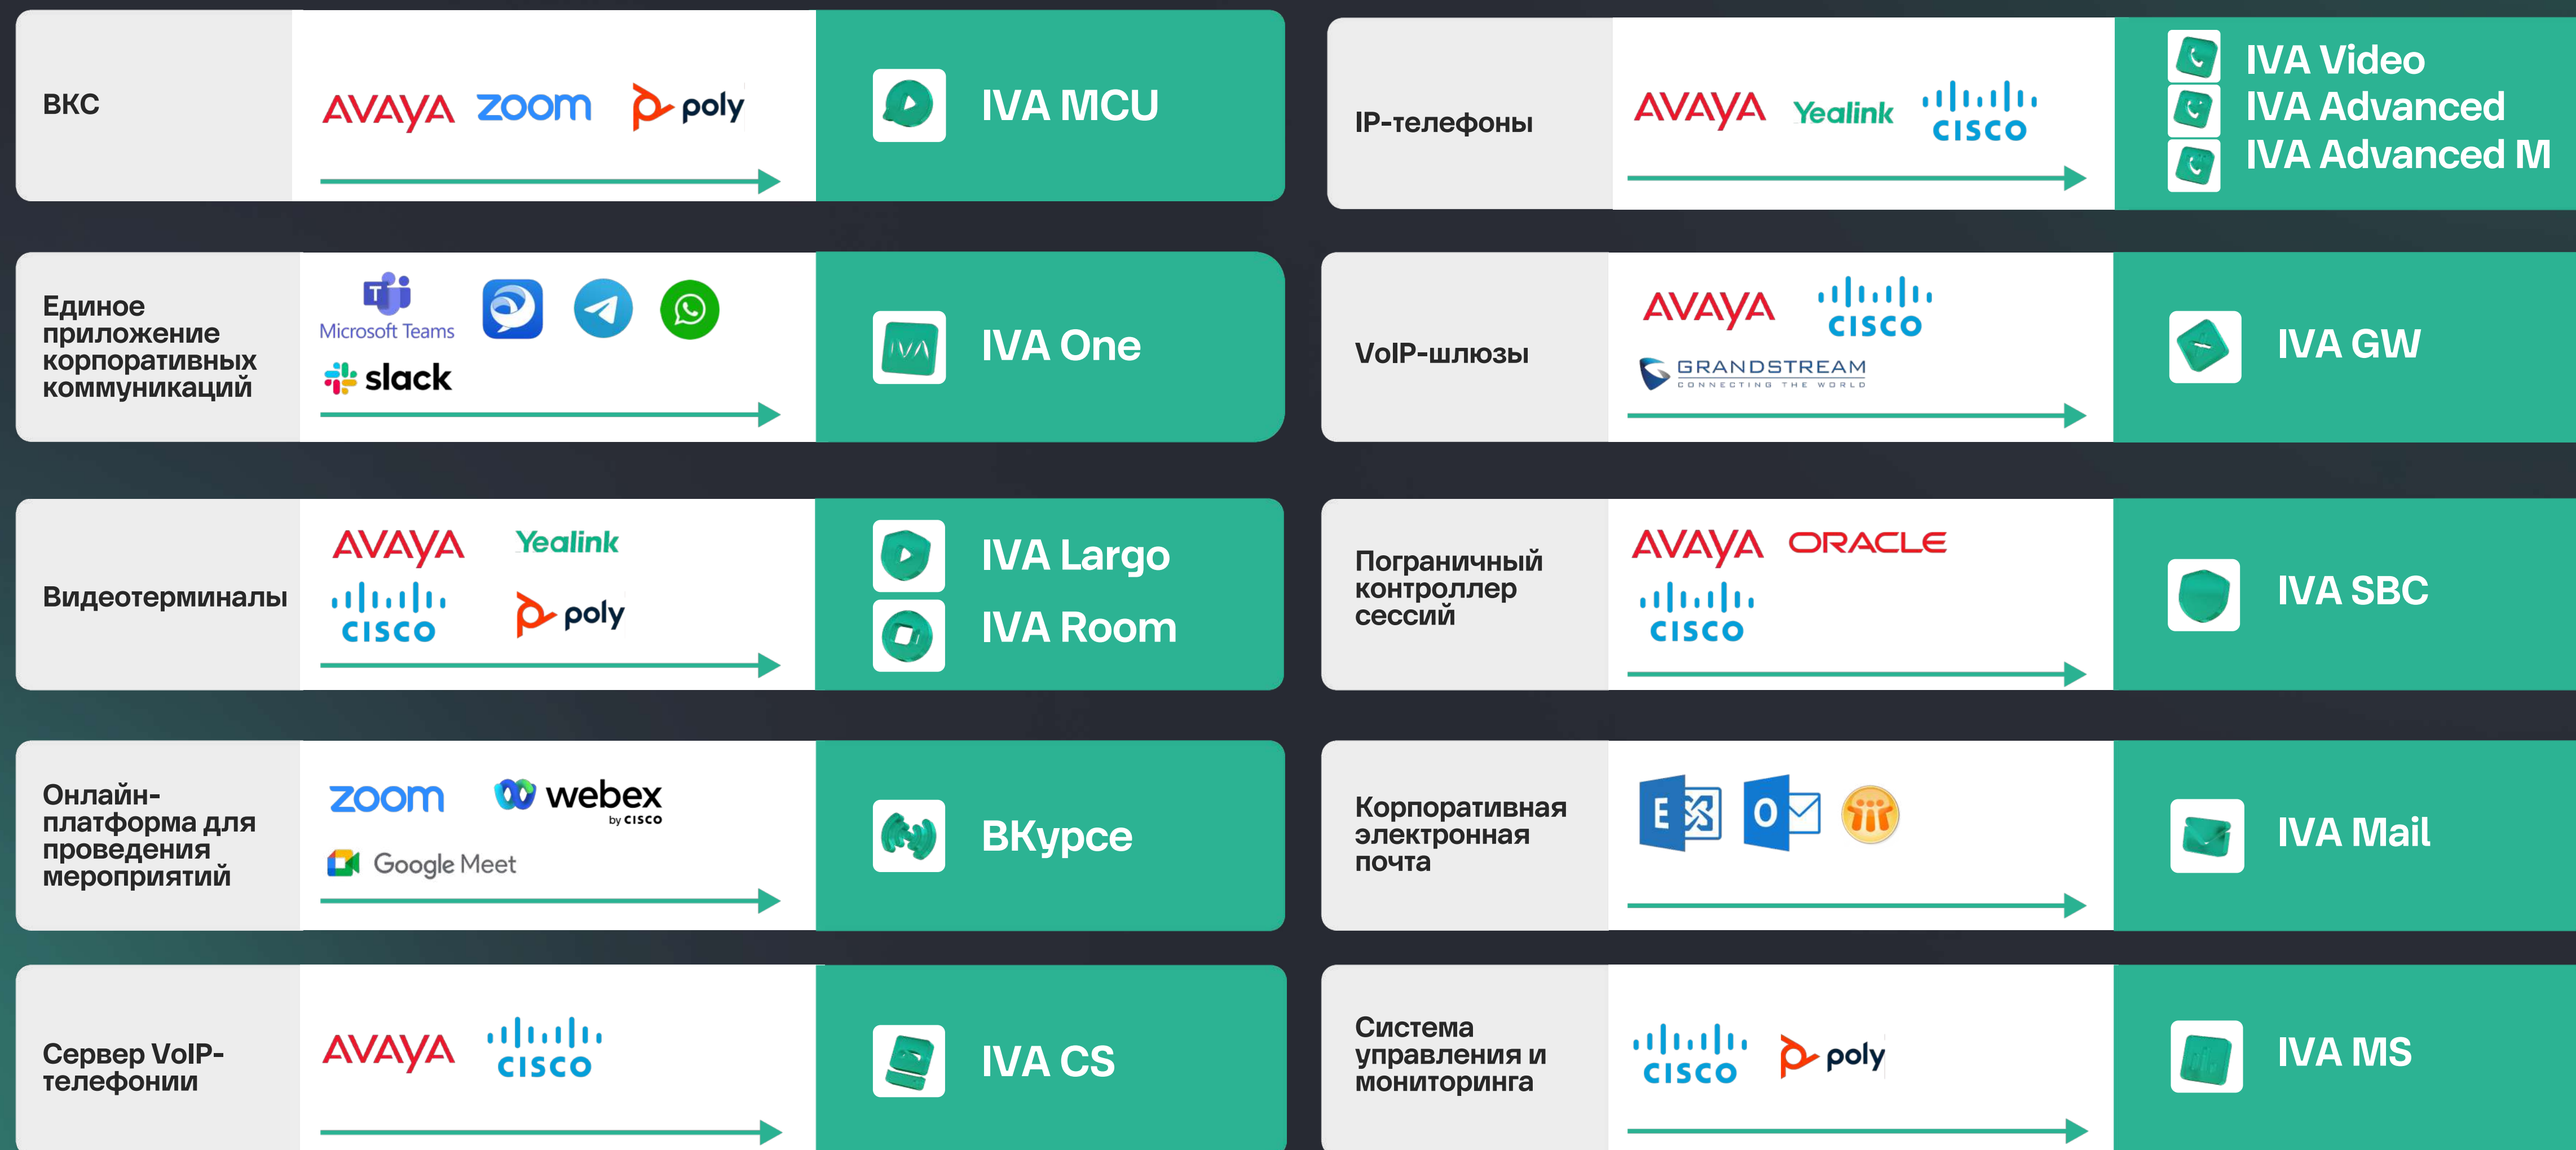 ВКС
AVAYA zoom poly
IVA MCU
IP-телефоны
AVAYA Yealink CISCO
IVA Video
IVA Advanced
IVA Advanced M
Единое
приложение
корпоративных
коммуникаций
T
Microsoft Teams
slack
IVA
IVA One
VoIP-шлюзы
AVAYA CISCO
GRANDSTREAM
CONNECTING THE WORLD
IVA GW
Видеотерминалы
AVAYA Yealink
CISCO poly
IVA Largo
IVA Room
Пограничный
контроллер
сессий
AVAYA ORACLE
CISCO
IVA SBC
Онлайн-
платформа для
проведения
мероприятий
zoom webex
by CISCO
Google Meet
ВКурсе
Корпоративная
электронная
почта
E O
IVA Mail
Сервер VoIP-
телефонии
AVAYA CISCO
IVA CS
Система
управления и
мониторинга
CISCO poly
IVA MS